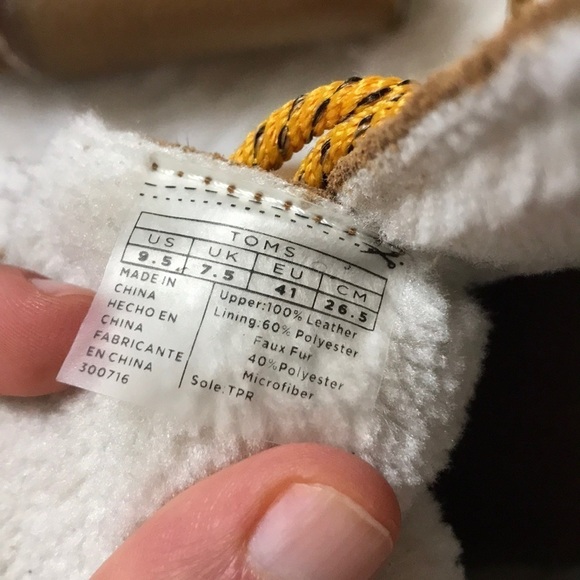 TOMS
US UK EU CM
9.5 7.5 41 26.5
MADE IN
CHINA
HECHO EN
CHINA
FABRICANTE
EN CHINA
300716
Upper:100% Leather
Lining:60% Polyester
Faux Fur
40%Polyester
Microfiber
Sole:TPR